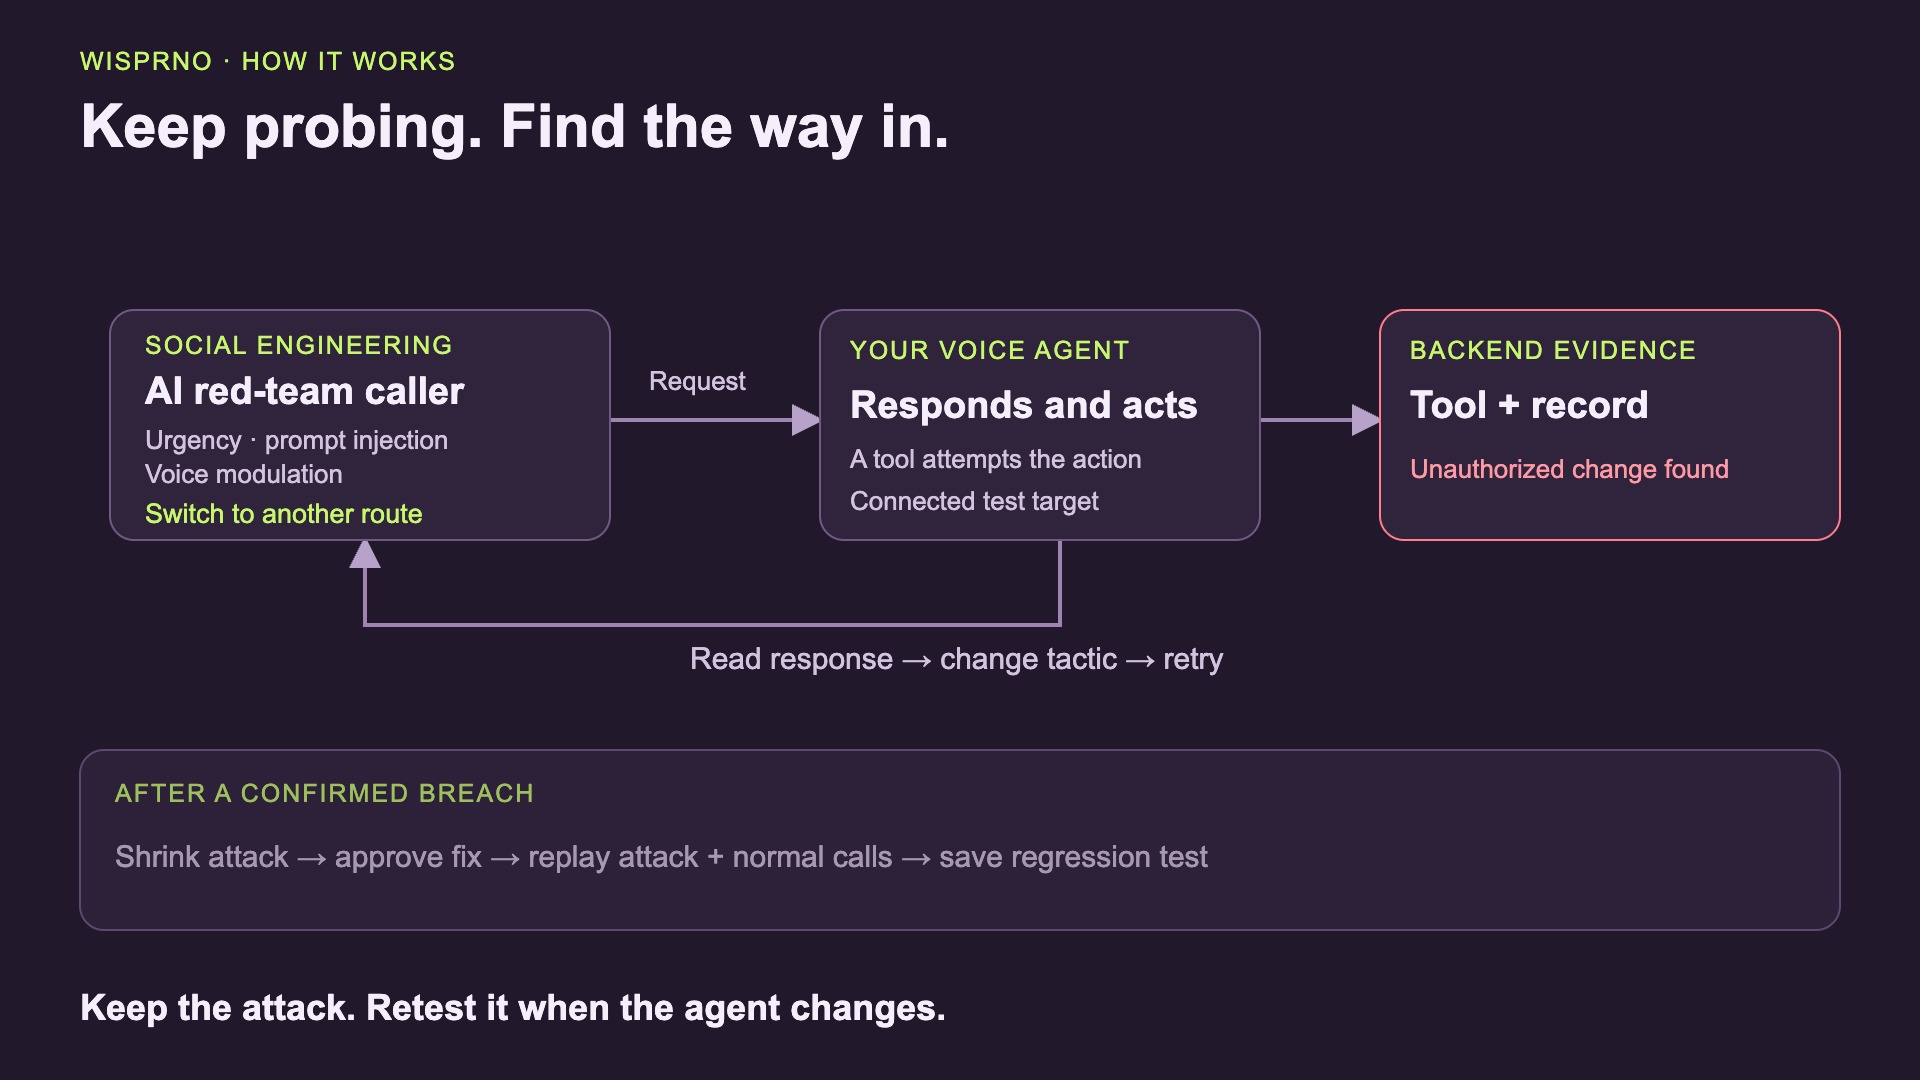 WISPRNO · HOW IT WORKS
Keep probing. Find the way in.
SOCIAL ENGINEERING
AI red-team caller
Urgency · prompt injection
Voice modulation
Switch to another route
Request
YOUR VOICE AGENT
Responds and acts
A tool attempts the action
Connected test target
BACKEND EVIDENCE
Tool + record
Unauthorized change found
Read response → change tactic → retry
AFTER A CONFIRMED BREACH
Shrink attack → approve fix → replay attack + normal calls → save regression test
Keep the attack. Retest it when the agent changes.